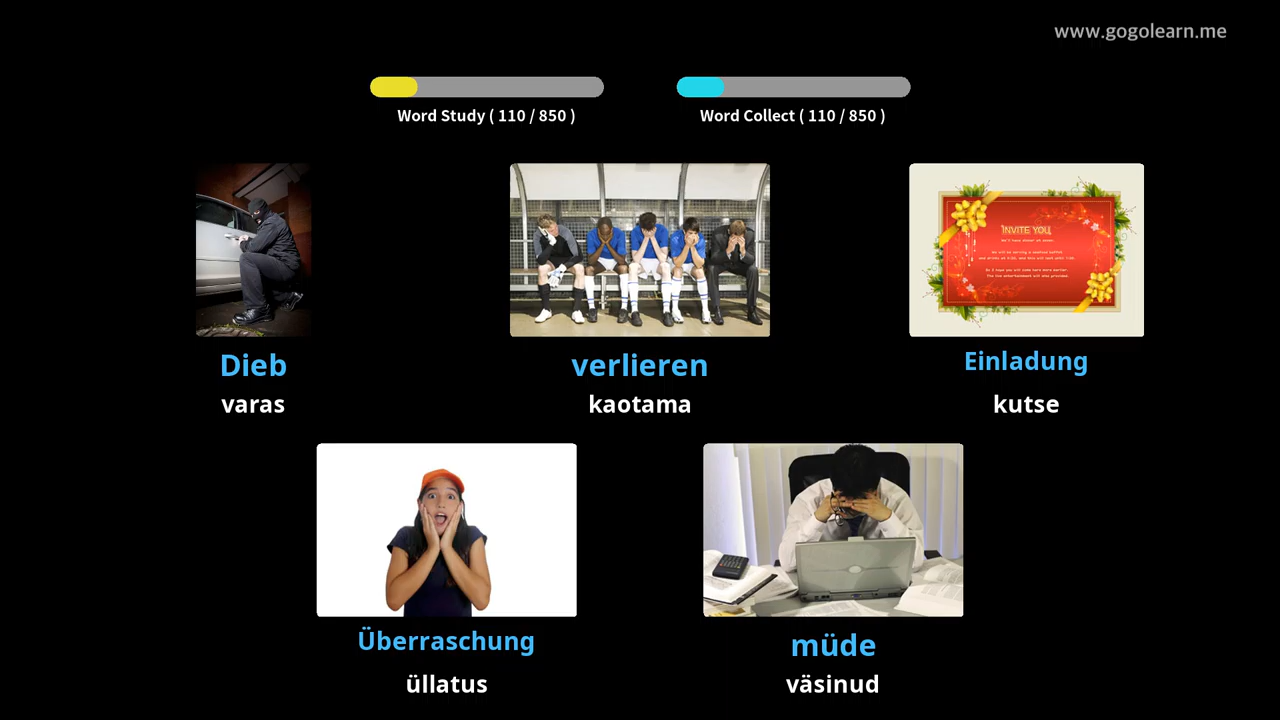 www.gogolearn.me
Word Study ( 110 / 850 )
Word Collect ( 110 / 850 )
INVITE YOU
Dieb
verlieren
Einladung
varas
kaotama
kutse
Überraschung
müde
üllatus
väsinud